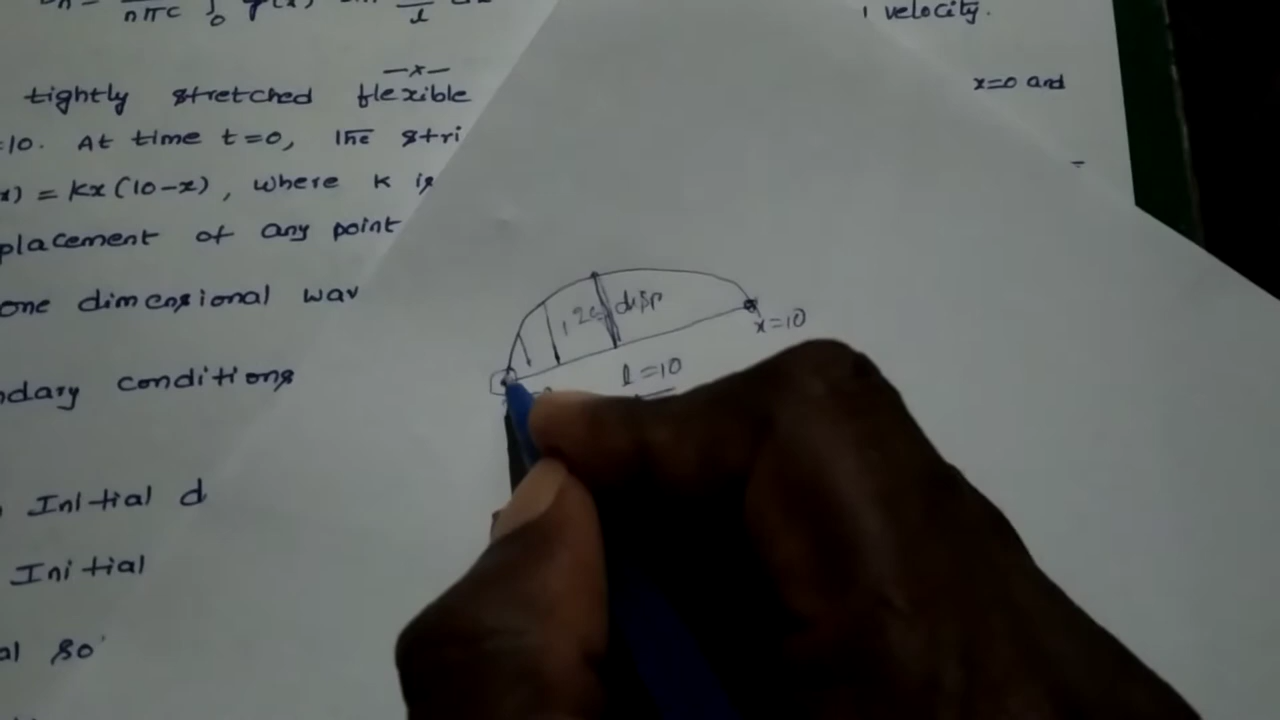 nπc
l
velocity.
—x—
tightly stretched flexible
x=0 and
=10. At time t=0, The stri
x) = kx(10-x), where k is
placement of any point
one dimensional wav
disp
x=10
l=10
ndary conditions
Initial d
Initial
al so